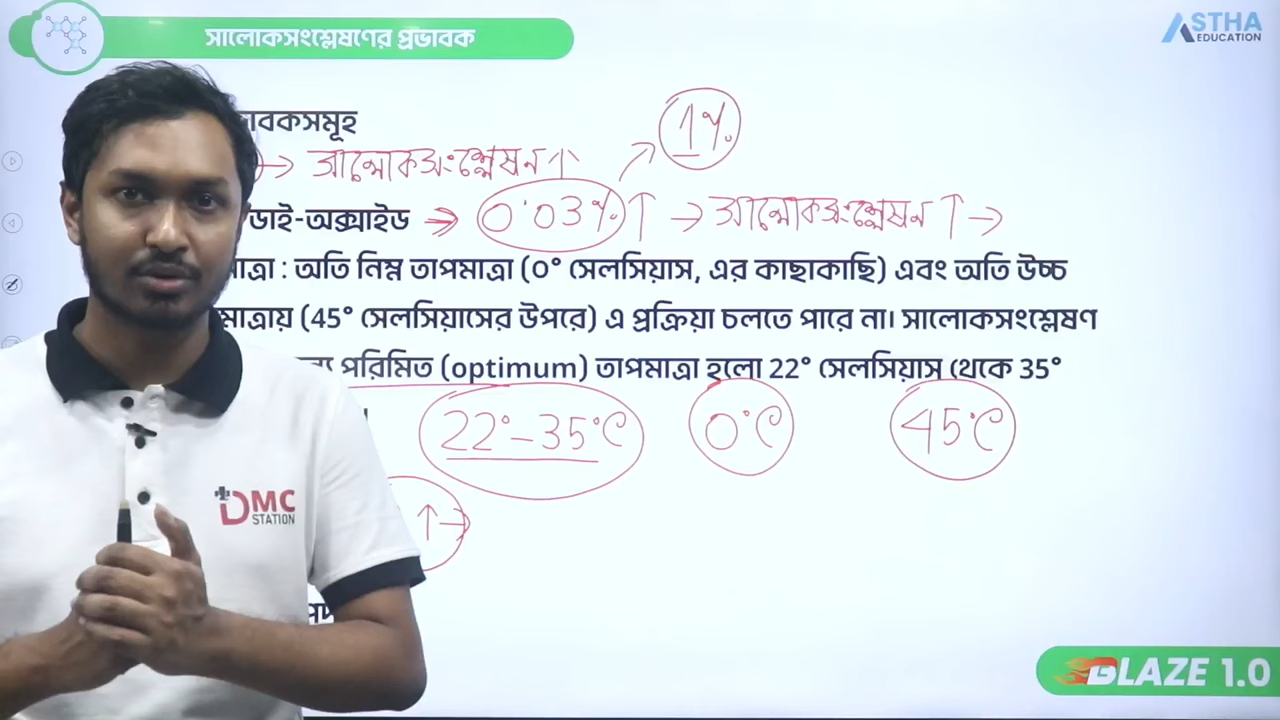 সালোকসংশ্লেষণের প্রভাবক
ASTHA
EDUCATION
1%
→ সালোকসংশ্লেষন ↑
ডাই-অক্সাইড → 0.03% ↑ → সালোকসংশ্লেষন ↑ →
: অতি নিম্ন তাপমাত্রা (0° সেলসিয়াস, এর কাছাকাছি) এবং অতি উচ্চ
(45° সেলসিয়াসের উপরে) এ প্রক্রিয়া চলতে পারে না। সালোকসংশ্লেষণ
পরিমিত (optimum) তাপমাত্রা হলো 22° সেলসিয়াস থেকে 35°
22°-35°C 0°C 45°C
↑ →
DMC
STATION
BLAZE 1.0